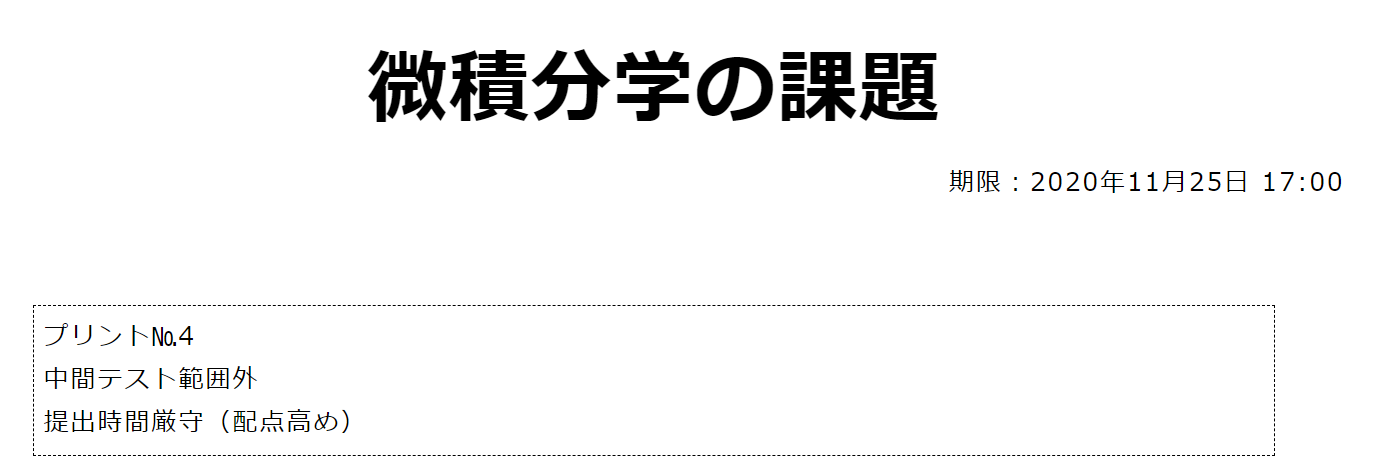 微積分学の課題
期限：2020年11月25日 17:00
プリント№4
中間テスト範囲外
提出時間厳守（配点高め）